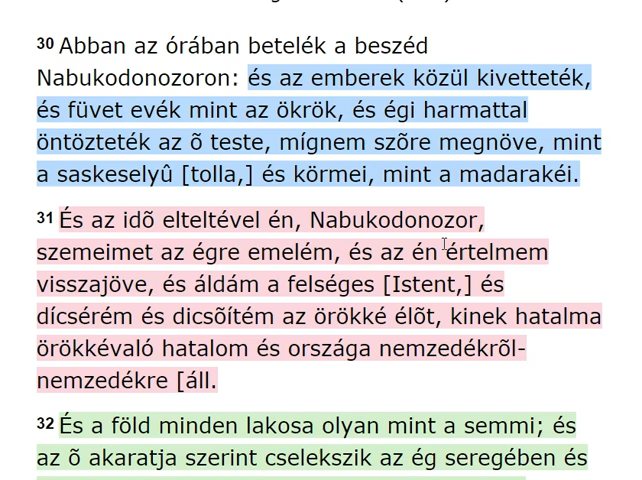 30 Abban az órában betelék a beszéd
Nabukodonozoron: és az emberek közül kivetteték,
és füvet evék mint az ökrök, és égi harmattal
öntözteték az õ teste, mígnem szõre megnöve, mint
a saskeselyû [tolla,] és körmei, mint a madarakéi.
31 És az idõ elteltével én, Nabukodonozor,
szemeimet az égre emelém, és az én értelmem
visszajöve, és áldám a felséges [Istent,] és
dícsérém és dicsõítém az örökké élõt, kinek hatalma
örökkévaló hatalom és országa nemzedékrõl-
nemzedékre [áll.
32 És a föld minden lakosa olyan mint a semmi; és
az õ akaratja szerint cselekszik az ég seregében és